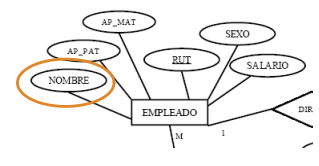 AP_MAT
SEXO
AP_PAT
RUT
SALARIO
NOMBRE
EMPLEADO
DIR
M
1